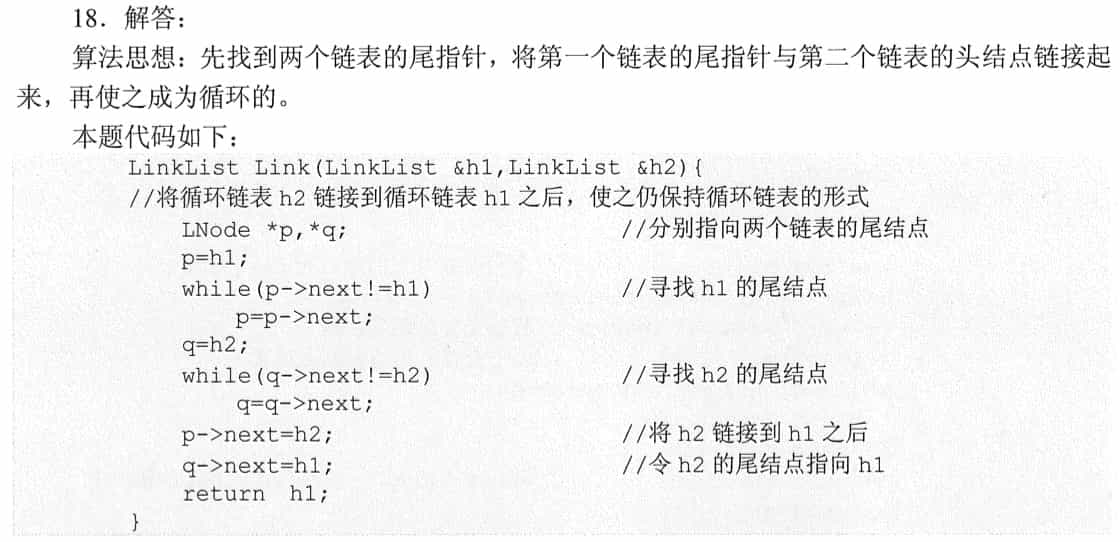 18．解答：
算法思想：先找到两个链表的尾指针，将第一个链表的尾指针与第二个链表的头结点链接起
来，再使之成为循环的。
本题代码如下：
LinkList Link(LinkList &h1,LinkList &h2){
//将循环链表 h2 链接到循环链表 h1 之后，使之仍保持循环链表的形式
LNode *p,*q; //分别指向两个链表的尾结点
p=h1;
while(p->next!=h1) //寻找 h1 的尾结点
p=p->next;
q=h2;
while(q->next!=h2) //寻找 h2 的尾结点
q=q->next;
p->next=h2; //将 h2 链接到 h1 之后
q->next=h1; //令 h2 的尾结点指向 h1
return h1;
}